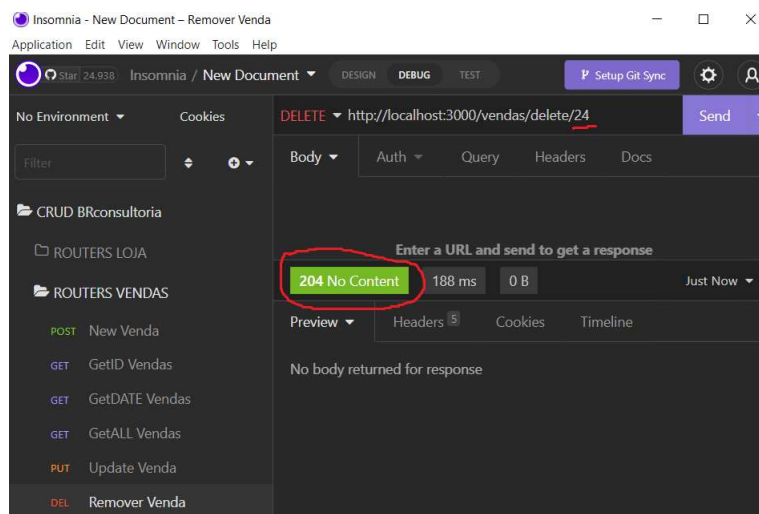 Insomnia - New Document – Remover Venda
Application Edit View Window Tools Help
Star 24.938 Insomnia / New Document DESIGN DEBUG TEST Setup Git Sync
No Environment Cookies DELETE http://localhost:3000/vendas/delete/24 Send
Filter Body Auth Query Headers Docs
CRUD BRconsultoria
ROUTERS LOJA Enter a URL and send to get a response
ROUTERS VENDAS 204 No Content 188 ms 0 B Just Now
POST New Venda Preview Headers 5 Cookies Timeline
GET GetID Vendas No body returned for response
GET GetDATE Vendas
GET GetALL Vendas
PUT Update Venda
DEL Remover Venda